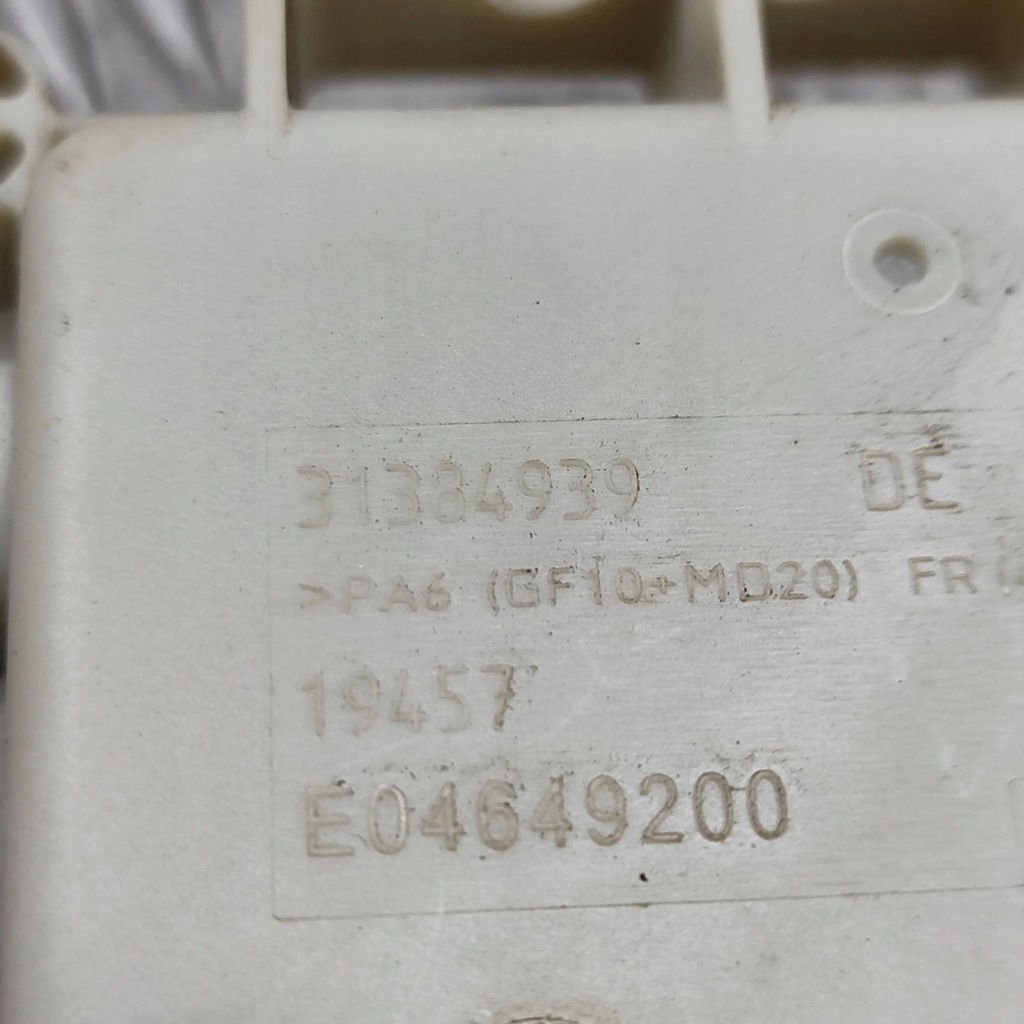 31384939 DE
>PA6 (GF10+MD20) FR
19457
E04649200